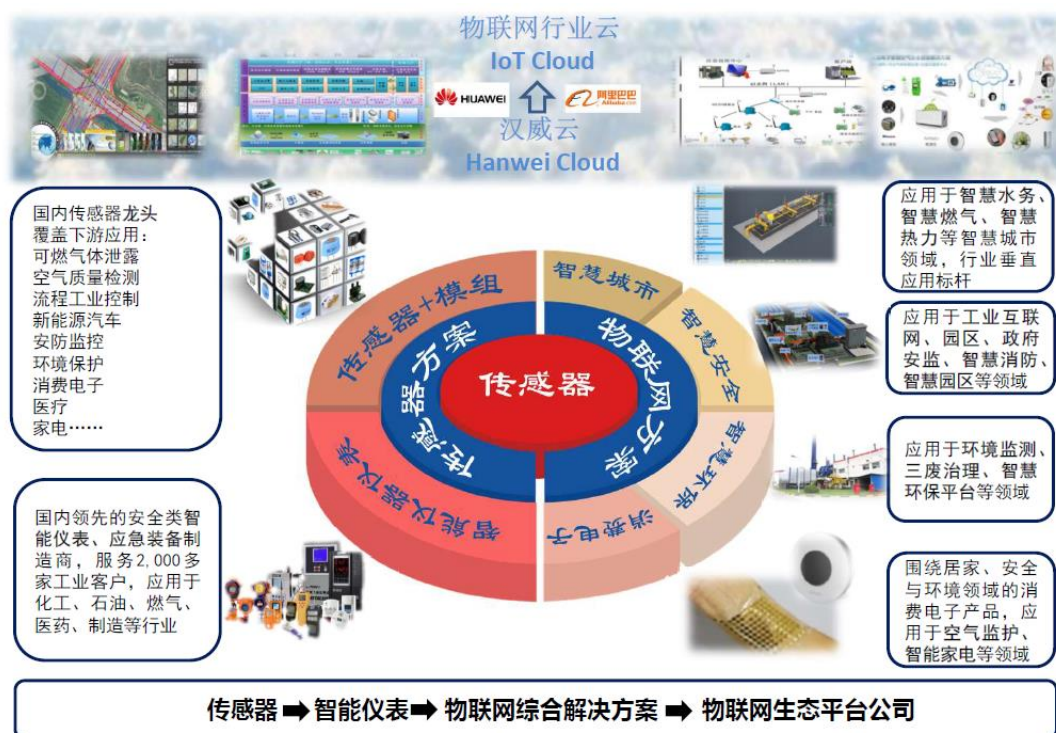 物联网行业云
IoT Cloud
HUAWEI
阿里巴巴
Alibaba.com
汉威云
Hanwei Cloud
国内传感器龙头
覆盖下游应用：
可燃气体泄露
空气质量检测
流程工业控制
新能源汽车
安防监控
环境保护
消费电子
医疗
家电……
国内领先的安全类智
能仪表、应急装备制
造商，服务2,000多
家工业客户，应用于
化工、石油、燃气、
医药、制造等行业
传感器+模组
智能仪器仪表
传感器方案
传感器
物联网方案
智慧城市
智慧安全
智慧环保
消费电子
应用于智慧水务、
智慧燃气、智慧
热力等智慧城市
领域，行业垂直
应用标杆
应用于工业互联
网、园区、政府
安监、智慧消防、
智慧园区等领域
应用于环境监测、
三废治理、智慧
环保平台等领域
围绕居家、安全
与环境领域的消
费电子产品，应
用于空气监护、
智能家电等领域
传感器➡智能仪表➡物联网综合解决方案➡物联网生态平台公司